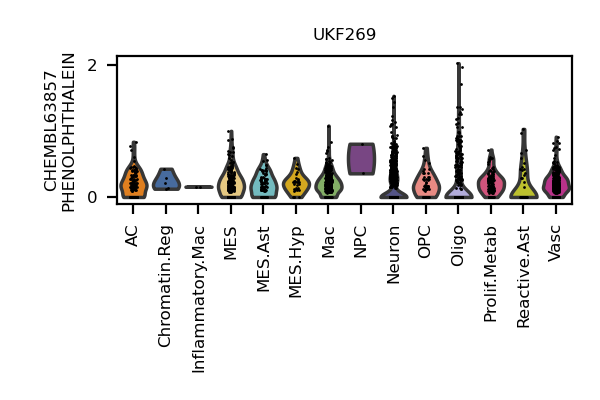 UKF269
CHEMBL63857
PHENOLPHTHALEIN
2
0
AC
Chromatin.Reg
Inflammatory.Mac
MES
MES.Ast
MES.Hyp
Mac
NPC
Neuron
OPC
Oligo
Prolif.Metab
Reactive.Ast
Vasc